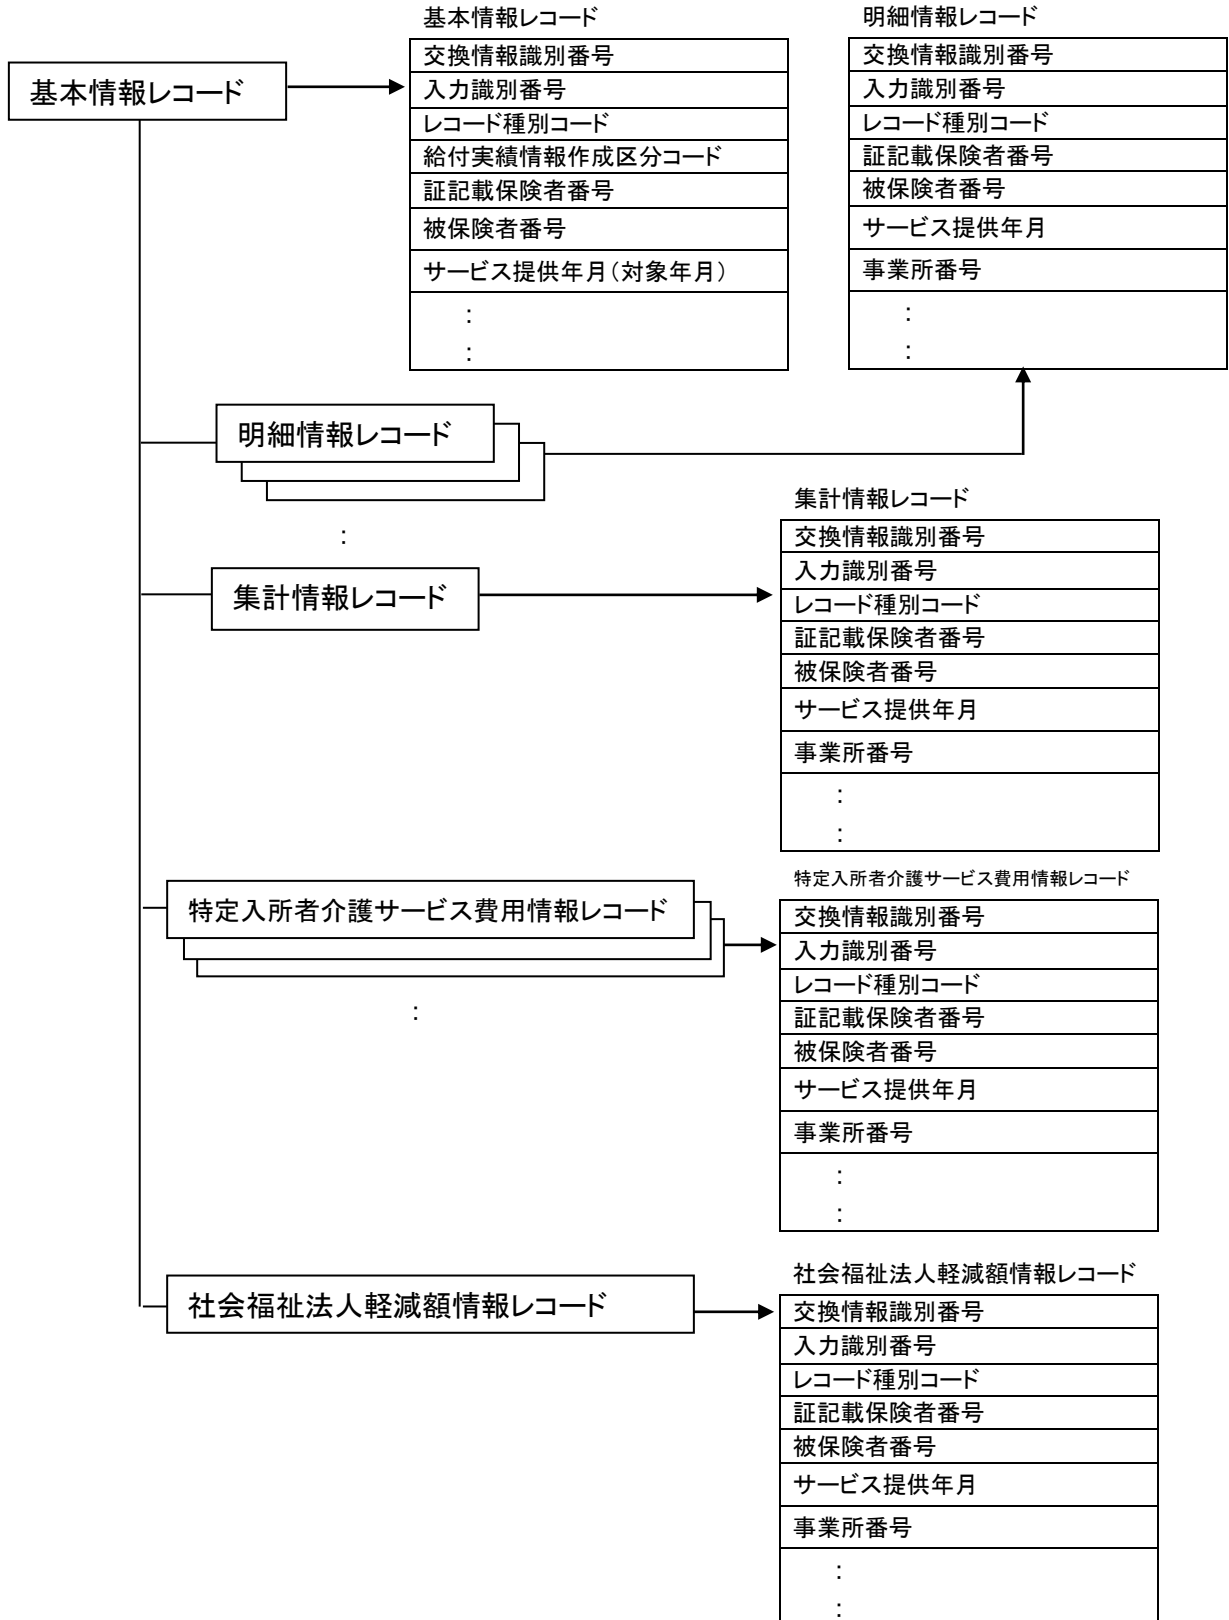 基本情報レコード
基本情報レコード
交換情報識別番号
入力識別番号
レコード種別コード
給付実績情報作成区分コード
証記載保険者番号
被保険者番号
サービス提供年月(対象年月)
:
:
明細情報レコード
交換情報識別番号
入力識別番号
レコード種別コード
証記載保険者番号
被保険者番号
サービス提供年月
事業所番号
:
:
明細情報レコード
:
集計情報レコード
集計情報レコード
交換情報識別番号
入力識別番号
レコード種別コード
証記載保険者番号
被保険者番号
サービス提供年月
事業所番号
:
:
特定入所者介護サービス費用情報レコード
:
特定入所者介護サービス費用情報レコード
交換情報識別番号
入力識別番号
レコード種別コード
証記載保険者番号
被保険者番号
サービス提供年月
事業所番号
:
:
社会福祉法人軽減額情報レコード
社会福祉法人軽減額情報レコード
交換情報識別番号
入力識別番号
レコード種別コード
証記載保険者番号
被保険者番号
サービス提供年月
事業所番号
:
: